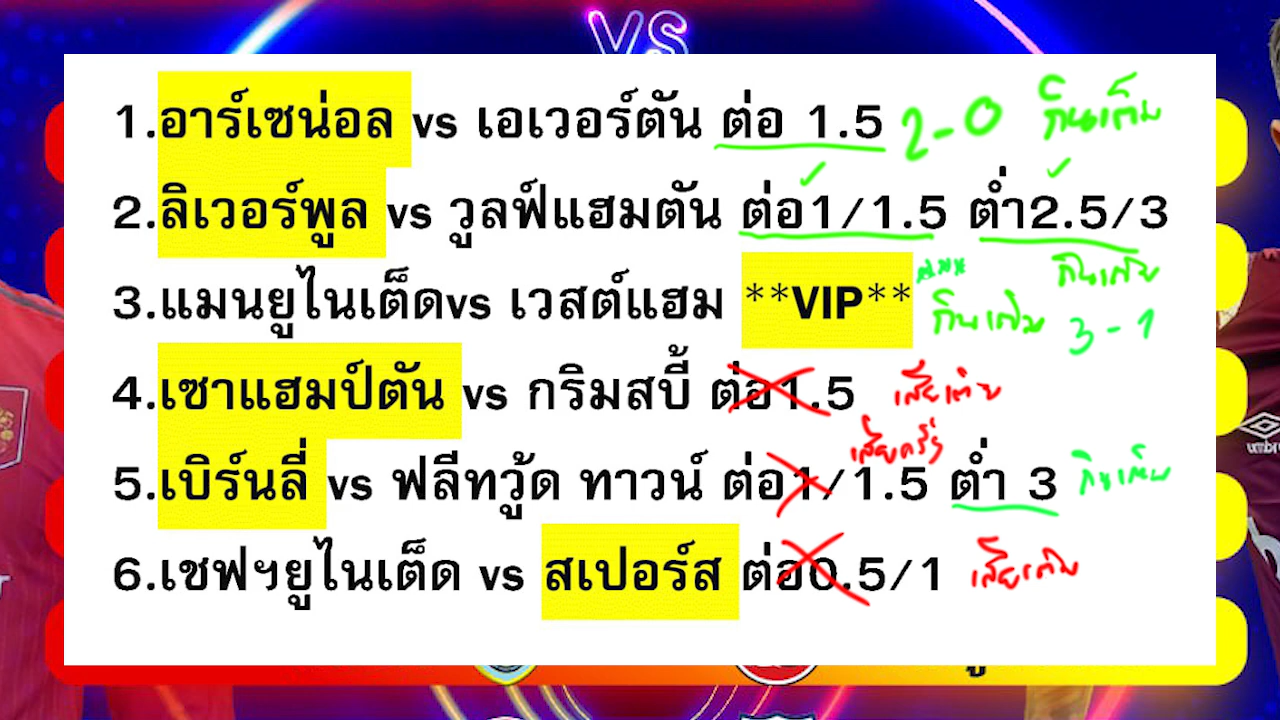 VS
1.อาร์เซน่อล vs เอเวอร์ตัน ต่อ 1.5 2-0 กินเต็ม
2.ลิเวอร์พูล vs วูลฟ์แฮมตัน ต่อ1/1.5 ต่ำ2.5/3
กินเต็ม
3.แมนยูไนเต็ดvs เวสต์แฮม **VIP** กินเต็ม 3-1
4.เซาแฮมป์ตัน vs กริมสบี้ ต่อ1.5 เสียเต็ม
เสียครึ่ง
5.เบิร์นลี่ vs ฟลีทวู้ด ทาวน์ ต่อ1/1.5 ต่ำ 3 กินเต็ม
6.เชฟฯยูไนเต็ด vs สเปอร์ส ต่อ0.5/1 เสียเต็ม